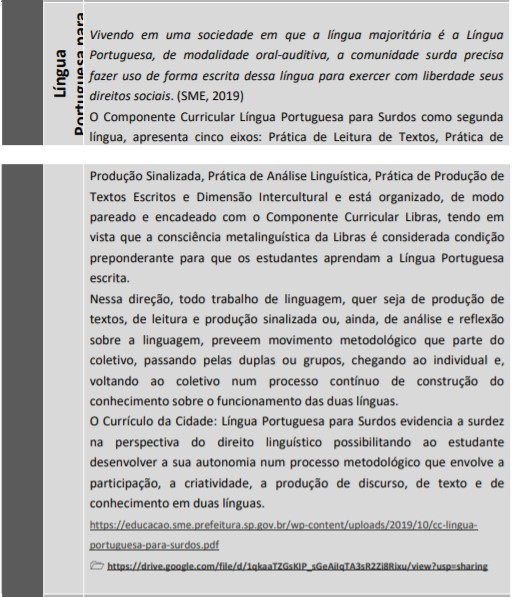 Língua
Portuguesa para
Vivendo em uma sociedade em que a língua majoritária é a Língua
Portuguesa, de modalidade oral-auditiva, a comunidade surda precisa
fazer uso de forma escrita dessa língua para exercer com liberdade seus
direitos sociais. (SME, 2019)
O Componente Curricular Língua Portuguesa para Surdos como segunda
língua, apresenta cinco eixos: Prática de Leitura de Textos, Prática de
Produção Sinalizada, Prática de Análise Linguística, Prática de Produção de
Textos Escritos e Dimensão Intercultural e está organizado, de modo
pareado e encadeado com o Componente Curricular Libras, tendo em
vista que a consciência metalinguística da Libras é considerada condição
preponderante para que os estudantes aprendam a Língua Portuguesa
escrita.
Nessa direção, todo trabalho de linguagem, quer seja de produção de
textos, de leitura e produção sinalizada ou, ainda, de análise e reflexão
sobre a linguagem, preveem movimento metodológico que parte do
coletivo, passando pelas duplas ou grupos, chegando ao individual e,
voltando ao coletivo num processo contínuo de construção do
conhecimento sobre o funcionamento das duas línguas.
O Currículo da Cidade: Língua Portuguesa para Surdos evidencia a surdez
na perspectiva do direito linguístico possibilitando ao estudante
desenvolver a sua autonomia num processo metodológico que envolve a
participação, a criatividade, a produção de discurso, de texto e de
conhecimento em duas línguas.
https://educacao.sme.prefeitura.sp.gov.br/wp-content/uploads/2019/10/cc-lingua-
portuguesa-para-surdos.pdf